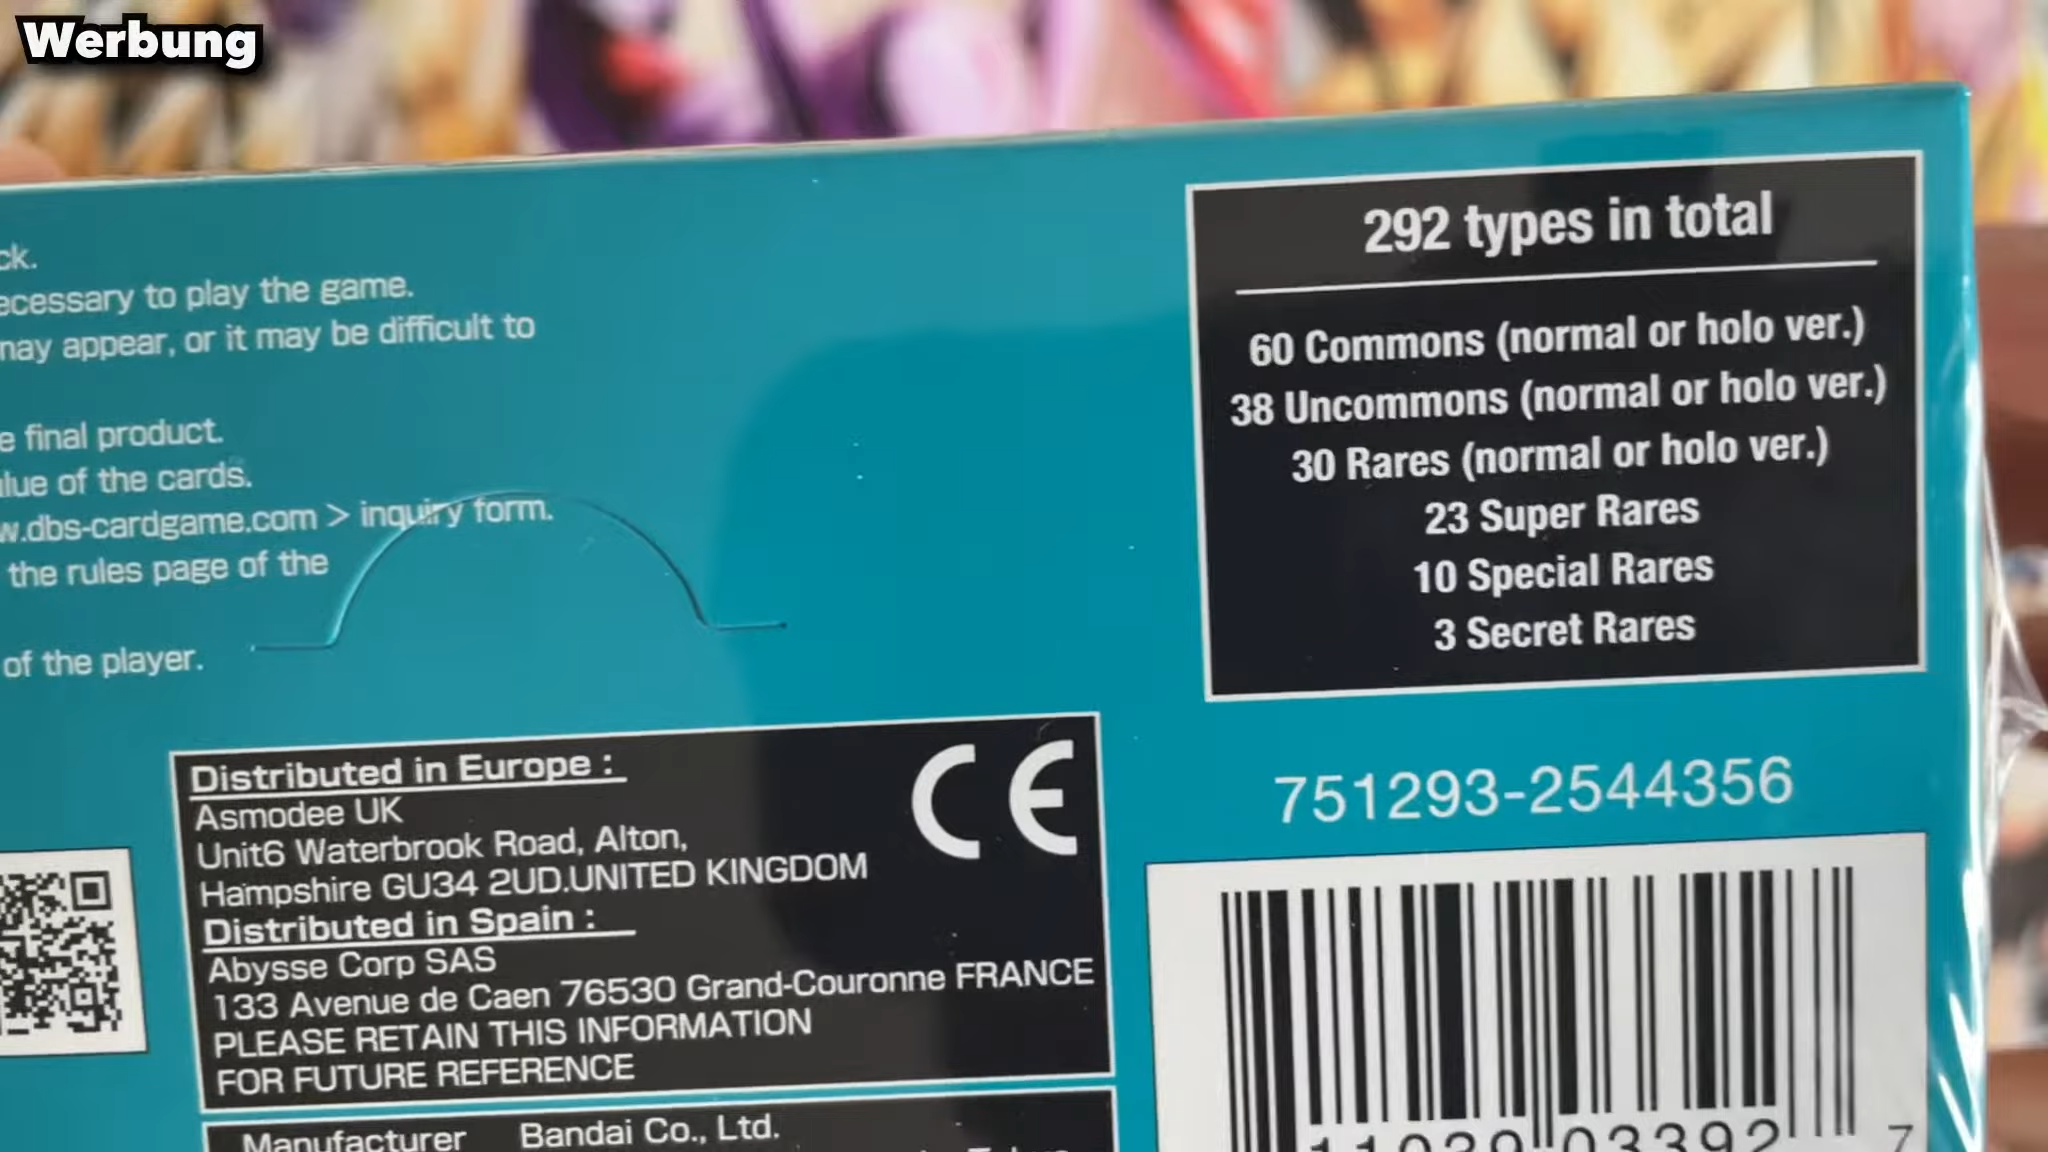 Werbung
ck.
ecessary to play the game.
may appear, or it may be difficult to
e final product.
alue of the cards.
w.dbs-cardgame.com > inquiry form.
the rules page of the
of the player.
292 types in total
60 Commons (normal or holo ver.)
38 Uncommons (normal or holo ver.)
30 Rares (normal or holo ver.)
23 Super Rares
10 Special Rares
3 Secret Rares
751293-2544356
Distributed in Europe :
Asmodee UK
Unit6 Waterbrook Road, Alton,
Hampshire GU34 2UD.UNITED KINGDOM
Distributed in Spain :
Abysse Corp SAS
133 Avenue de Caen 76530 Grand-Couronne FRANCE
PLEASE RETAIN THIS INFORMATION
FOR FUTURE REFERENCE
CE
Manufacturer Bandai Co., Ltd.
11039 03392 7